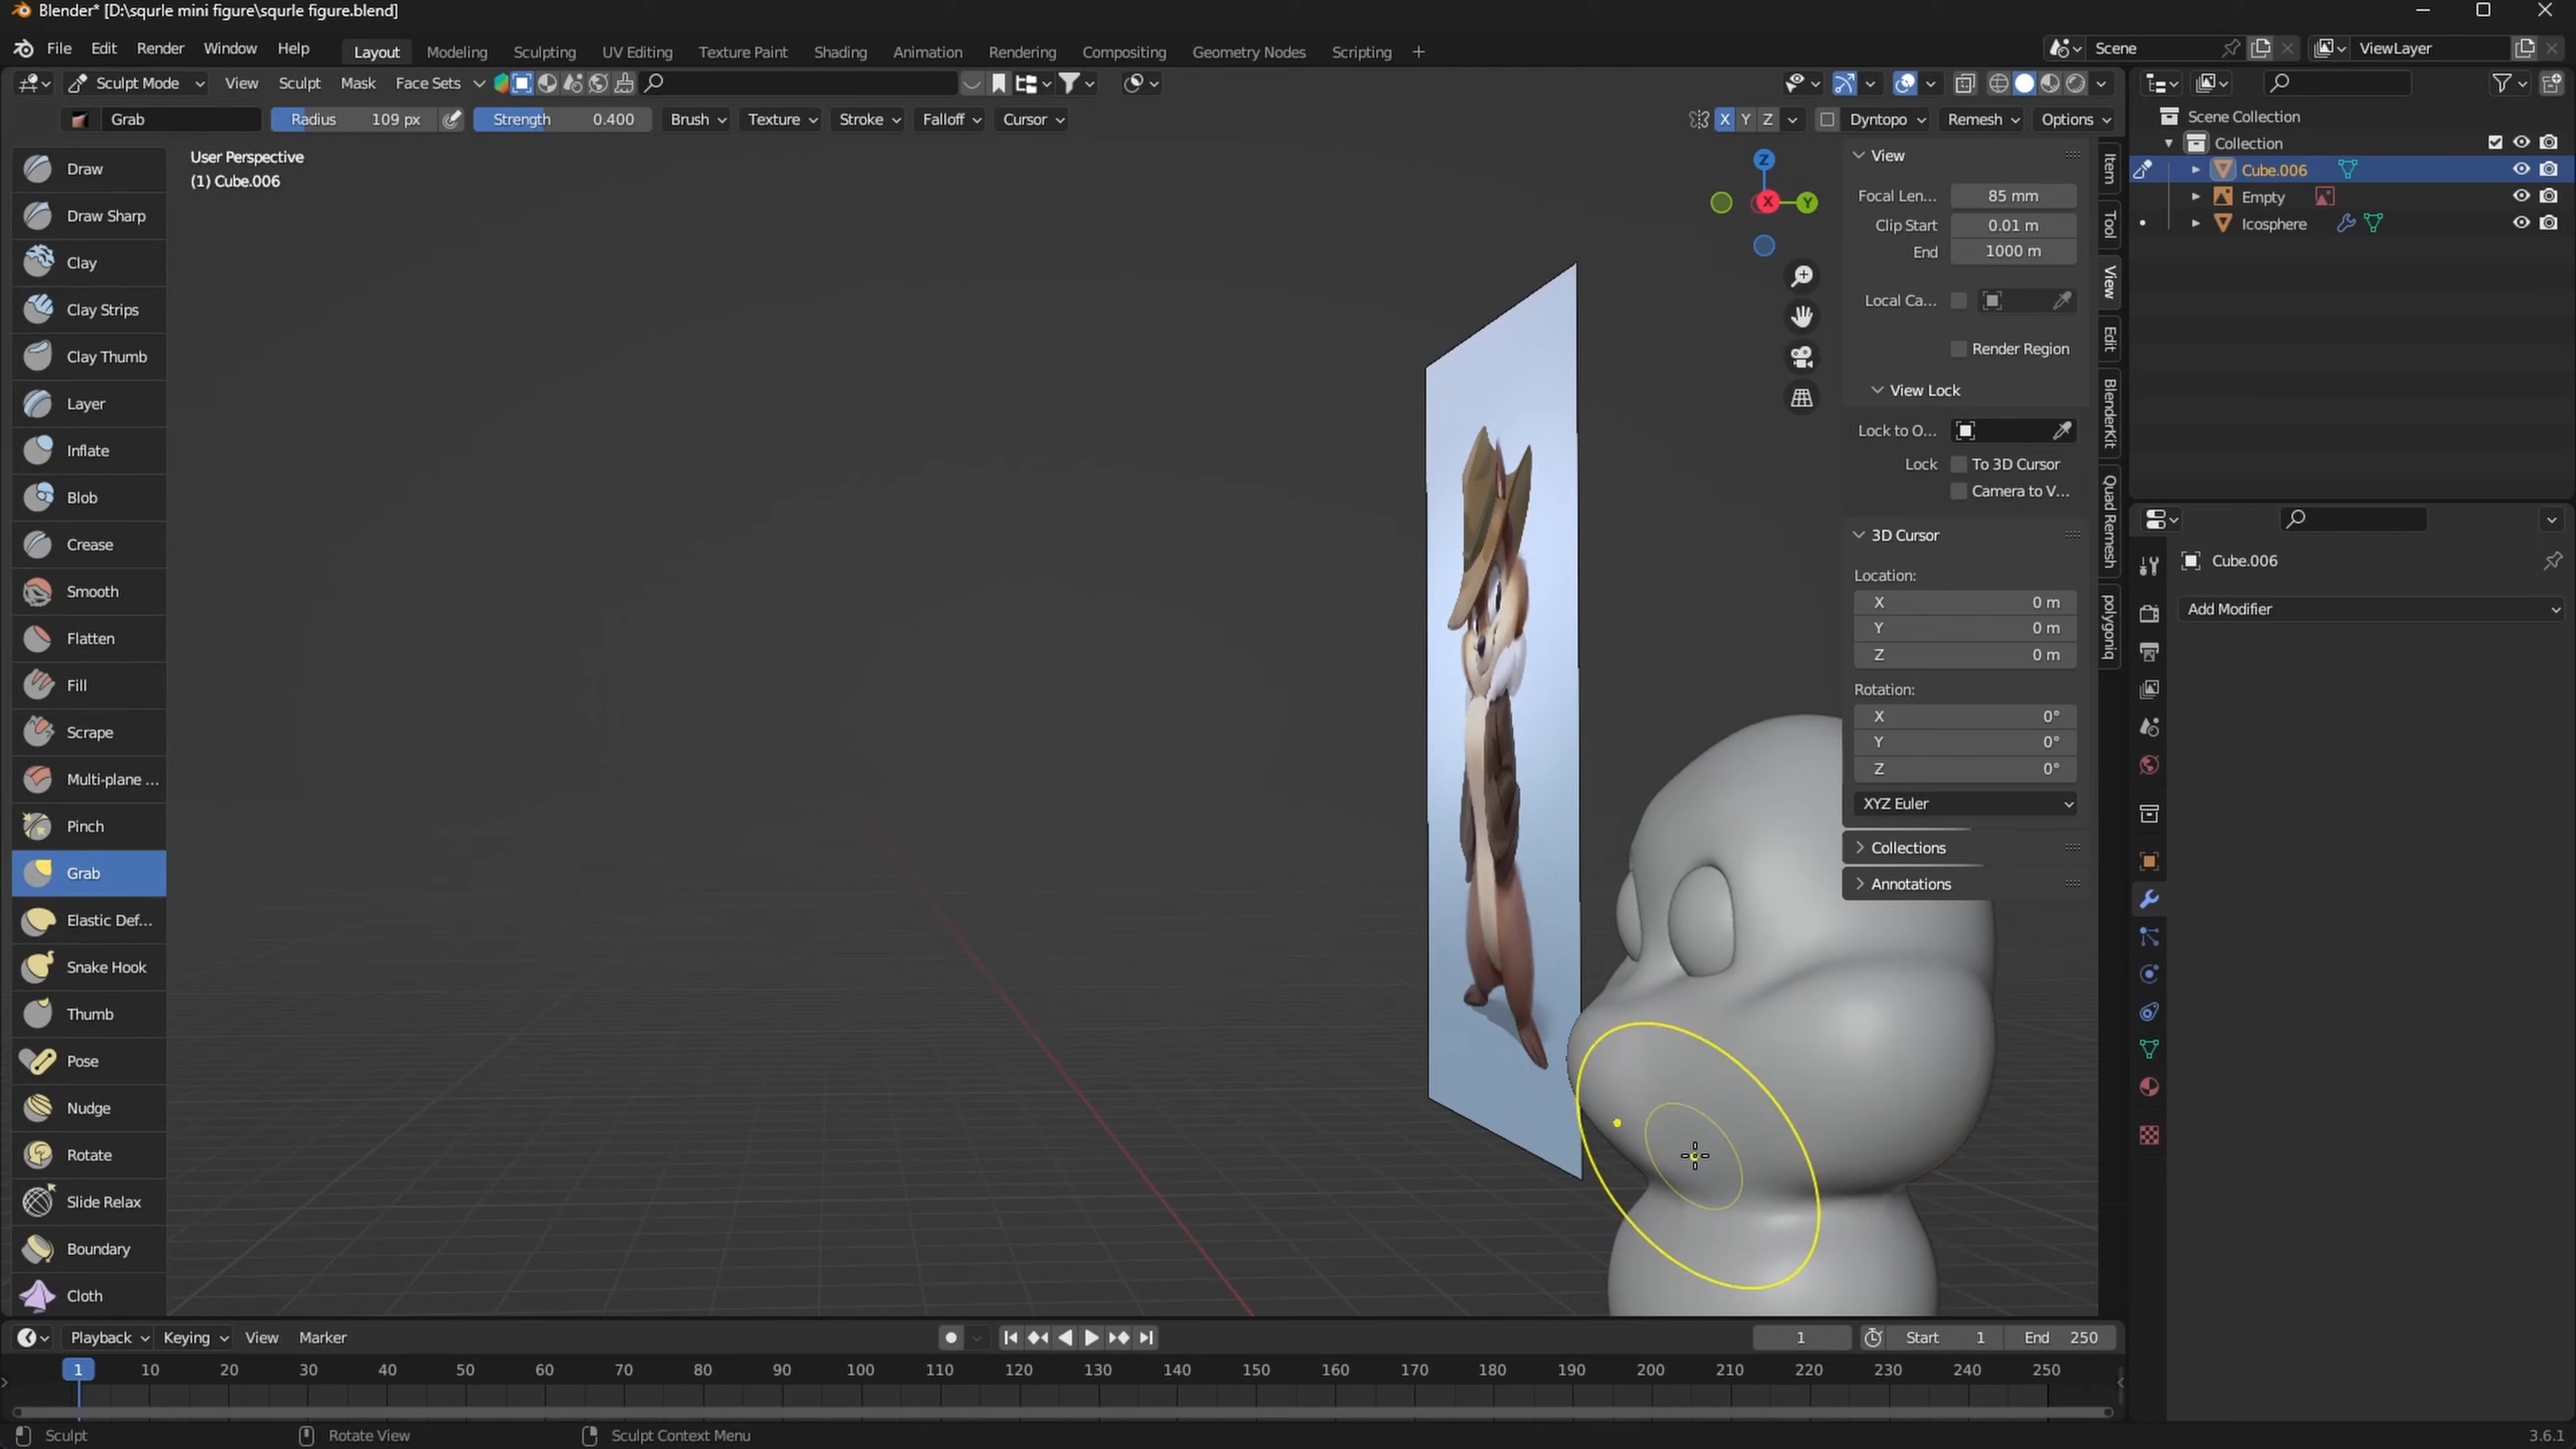 Blender* [D:\squrle mini figure\squrle figure.blend]
File Edit Render Window Help Layout Modeling Sculpting UV Editing Texture Paint Shading Animation Rendering Compositing Geometry Nodes Scripting + Scene ViewLayer
Sculpt Mode View Sculpt Mask Face Sets
Grab Radius 109 px Strength 0.400 Brush Texture Stroke Falloff Cursor X Y Z Dyntopo Remesh Options
Draw
Draw Sharp
Clay
Clay Strips
Clay Thumb
Layer
Inflate
Blob
Crease
Smooth
Flatten
Fill
Scrape
Multi-plane ...
Pinch
Grab
Elastic Def...
Snake Hook
Thumb
Pose
Nudge
Rotate
Slide Relax
Boundary
Cloth
User Perspective
(1) Cube.006
Z
X
Y
View
Focal Len... 85 mm
Clip Start 0.01 m
End 1000 m
Local Ca...
Render Region
View Lock
Lock to O...
Lock To 3D Cursor
Camera to V...
3D Cursor
Location:
X 0 m
Y 0 m
Z 0 m
Rotation:
X 0°
Y 0°
Z 0°
XYZ Euler
Collections
Annotations
Item
Tool
View
Edit
BlenderKit
Quad Remesh
polygoniq
Scene Collection
Collection
Cube.006
Empty
Icosphere
Cube.006
Add Modifier
Playback Keying View Marker 1 Start 1 End 250
1 10 20 30 40 50 60 70 80 90 100 110 120 130 140 150 160 170 180 190 200 210 220 230 240 250
Sculpt Rotate View Sculpt Context Menu 3.6.1